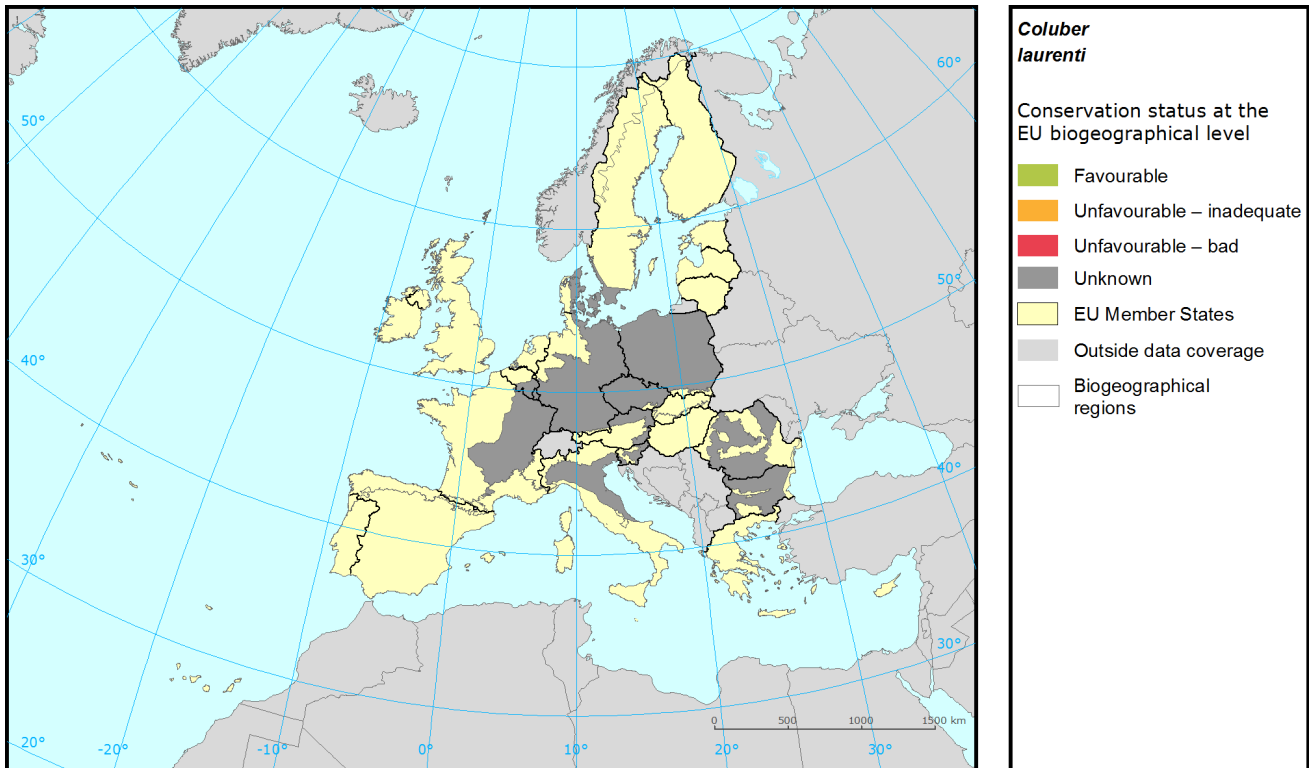 Coluber
laurenti
Conservation status at the
EU biogeographical level
Favourable
Unfavourable – inadequate
Unfavourable – bad
Unknown
EU Member States
Outside data coverage
Biogeographical
regions
60°
50°
50°
40°
40°
30°
30°
0 500 1000 1500 km
20° -20° -10° 0° 10° 20° 30°